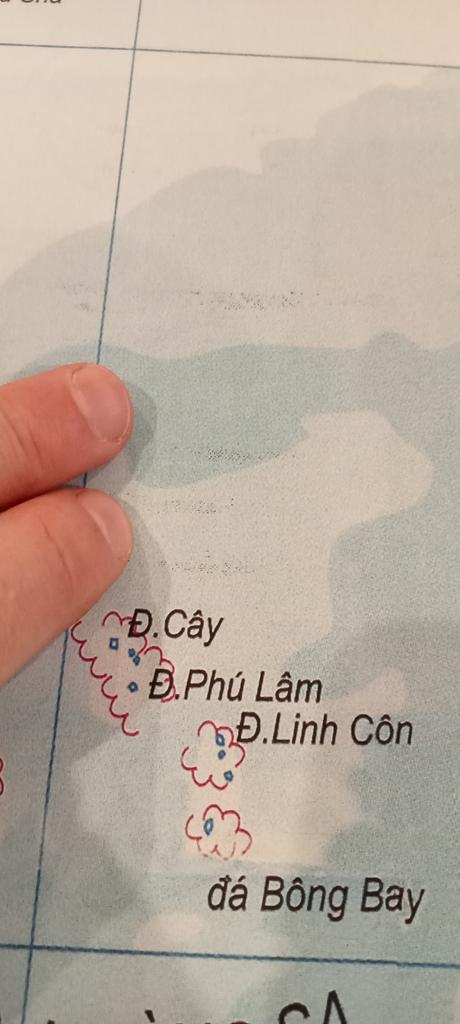 Đ.Cây
Đ.Phú Lâm
Đ.Linh Côn
đá Bông Bay